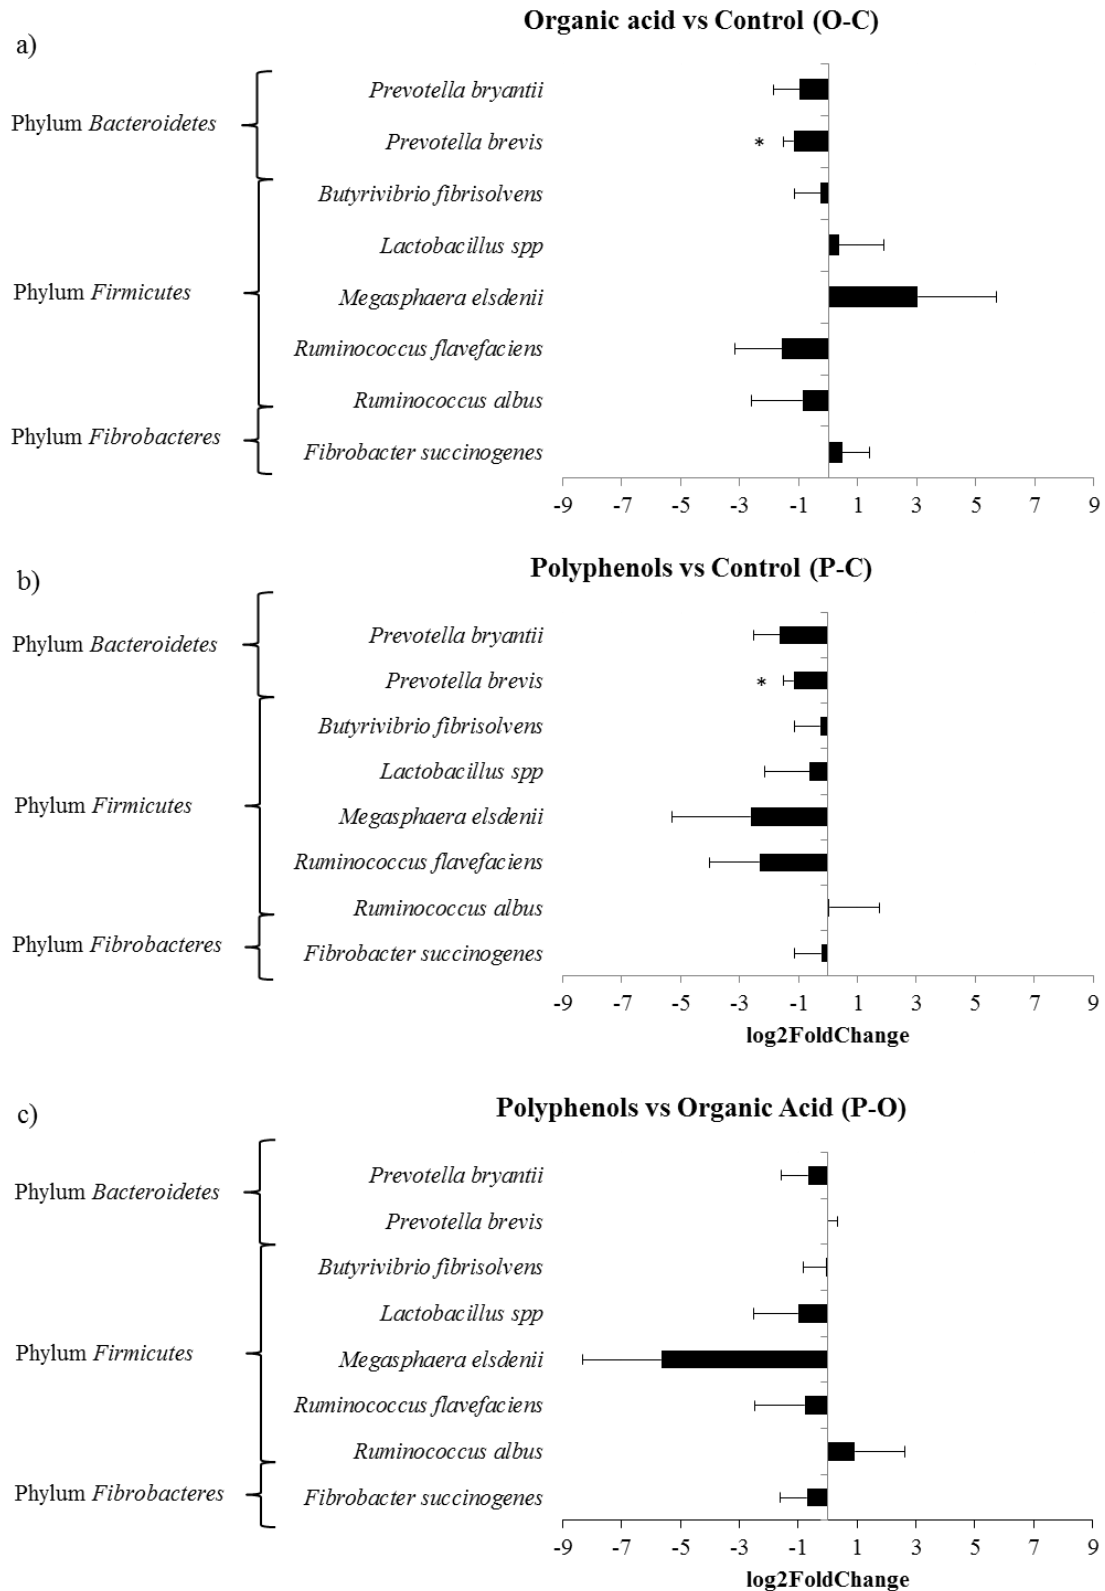 Organic acid vs Control (O-C)
a)
Prevotella bryantii
Phylum Bacteroidetes
Prevotella brevis *
Butyrivibrio fibrisolvens
Lactobacillus spp
Phylum Firmicutes
Megasphaera elsdenii
Ruminococcus flavefaciens
Ruminococcus albus
Phylum Fibrobacteres
Fibrobacter succinogenes
-9 -7 -5 -3 -1 1 3 5 7 9
Polyphenols vs Control (P-C)
b)
Prevotella bryantii
Phylum Bacteroidetes
Prevotella brevis *
Butyrivibrio fibrisolvens
Lactobacillus spp
Phylum Firmicutes
Megasphaera elsdenii
Ruminococcus flavefaciens
Ruminococcus albus
Phylum Fibrobacteres
Fibrobacter succinogenes
-9 -7 -5 -3 -1 1 3 5 7 9
log2FoldChange
Polyphenols vs Organic Acid (P-O)
c)
Prevotella bryantii
Phylum Bacteroidetes
Prevotella brevis
Butyrivibrio fibrisolvens
Lactobacillus spp
Phylum Firmicutes
Megasphaera elsdenii
Ruminococcus flavefaciens
Ruminococcus albus
Phylum Fibrobacteres
Fibrobacter succinogenes
-9 -7 -5 -3 -1 1 3 5 7 9
log2FoldChange